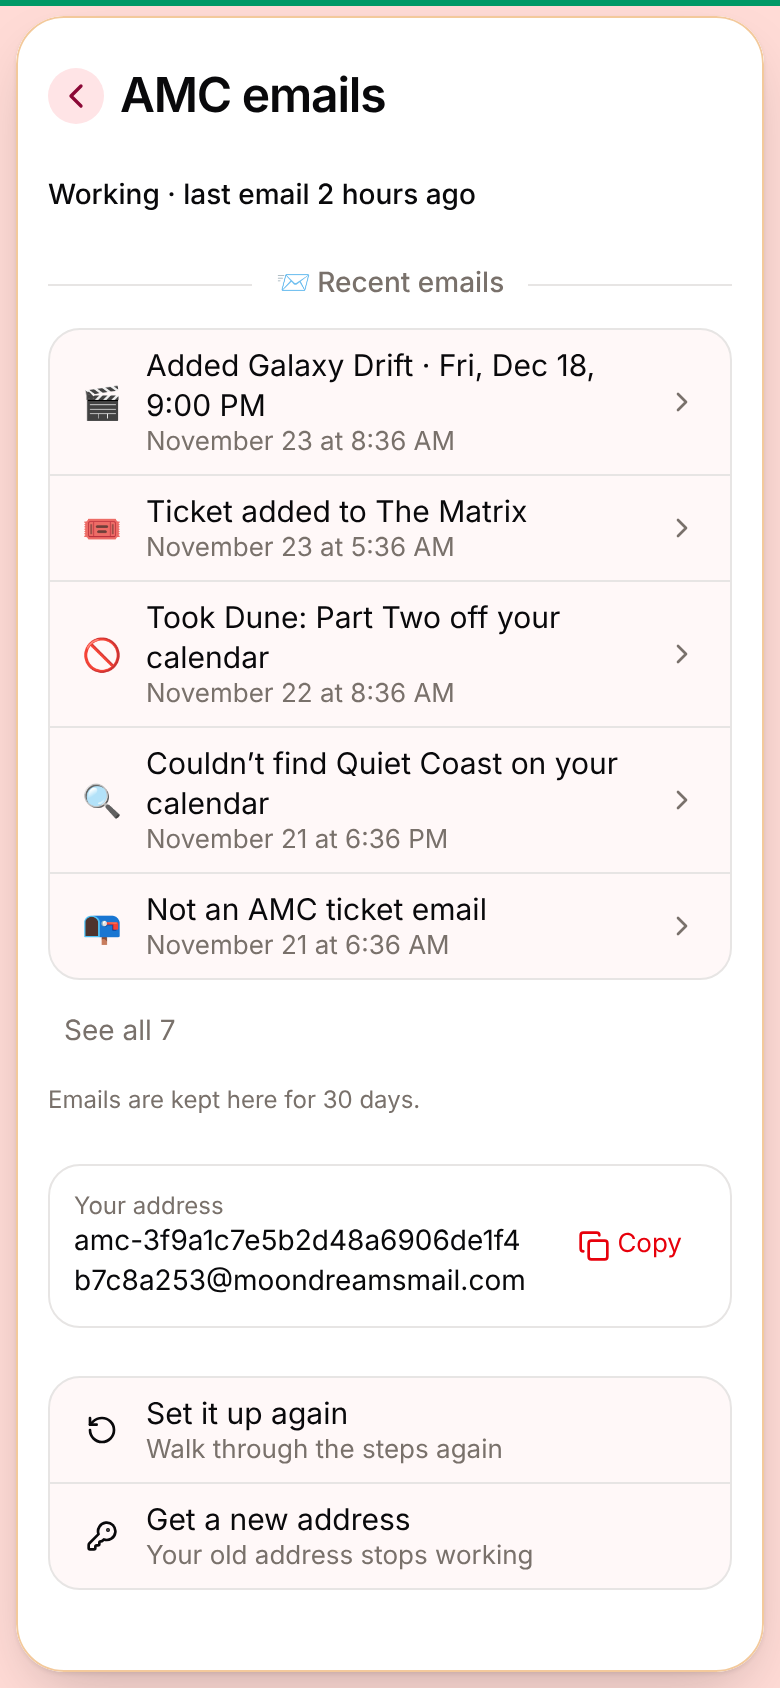 AMC emails
Working · last email 2 hours ago
📨 Recent emails
Added Galaxy Drift · Fri, Dec 18,
9:00 PM
November 23 at 8:36 AM
Ticket added to The Matrix
November 23 at 5:36 AM
Took Dune: Part Two off your
calendar
November 22 at 8:36 AM
Couldn’t find Quiet Coast on your
calendar
November 21 at 6:36 PM
Not an AMC ticket email
November 21 at 6:36 AM
See all 7
Emails are kept here for 30 days.
Your address
amc-3f9a1c7e5b2d48a6906de1f4
b7c8a253@moondreamsmail.com
Copy
Set it up again
Walk through the steps again
Get a new address
Your old address stops working